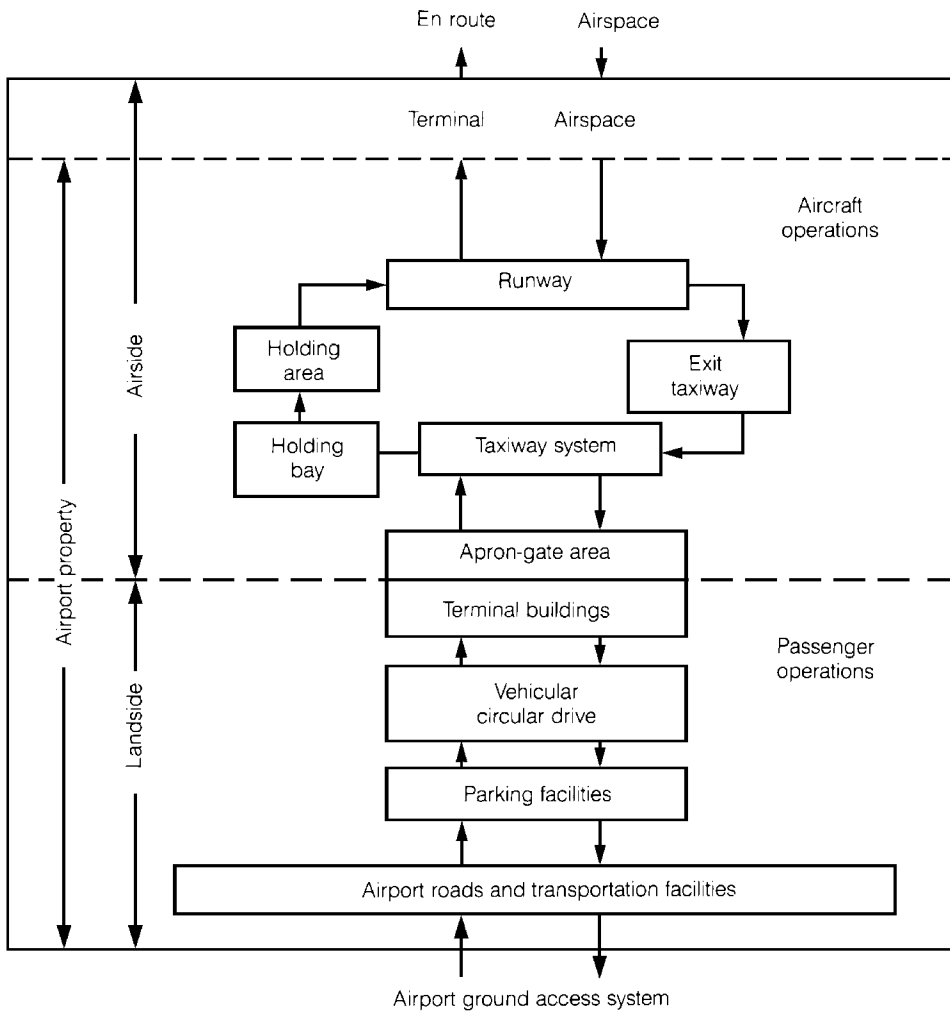 En route
Airspace
Terminal
Airspace
Aircraft
operations
Runway
Holding
area
Exit
taxiway
Holding
bay
Taxiway system
Airside
Apron-gate area
Airport property
Terminal buildings
Passenger
operations
Vehicular
circular drive
Landside
Parking facilities
Airport roads and transportation facilities
Airport ground access system